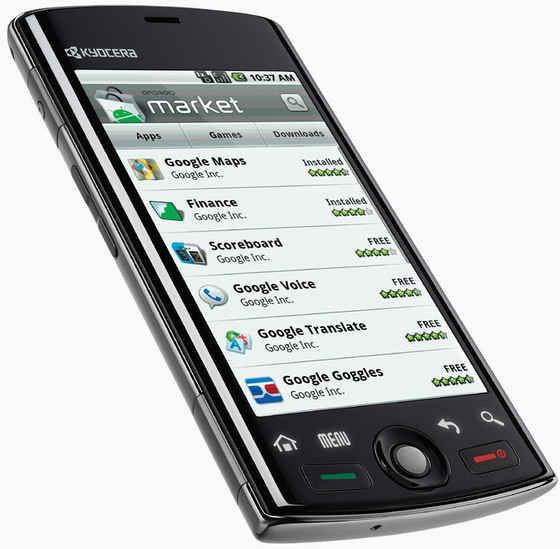 KYOCERA
10:37 AM
ANDROID
market
Apps Games Downloads
Google Maps Installed
Google Inc.
Finance Installed
Google Inc.
Scoreboard FREE
Google Inc.
Google Voice FREE
Google Inc.
Google Translate FREE
Google Inc.
Google Goggles FREE
Google Inc.
MENU